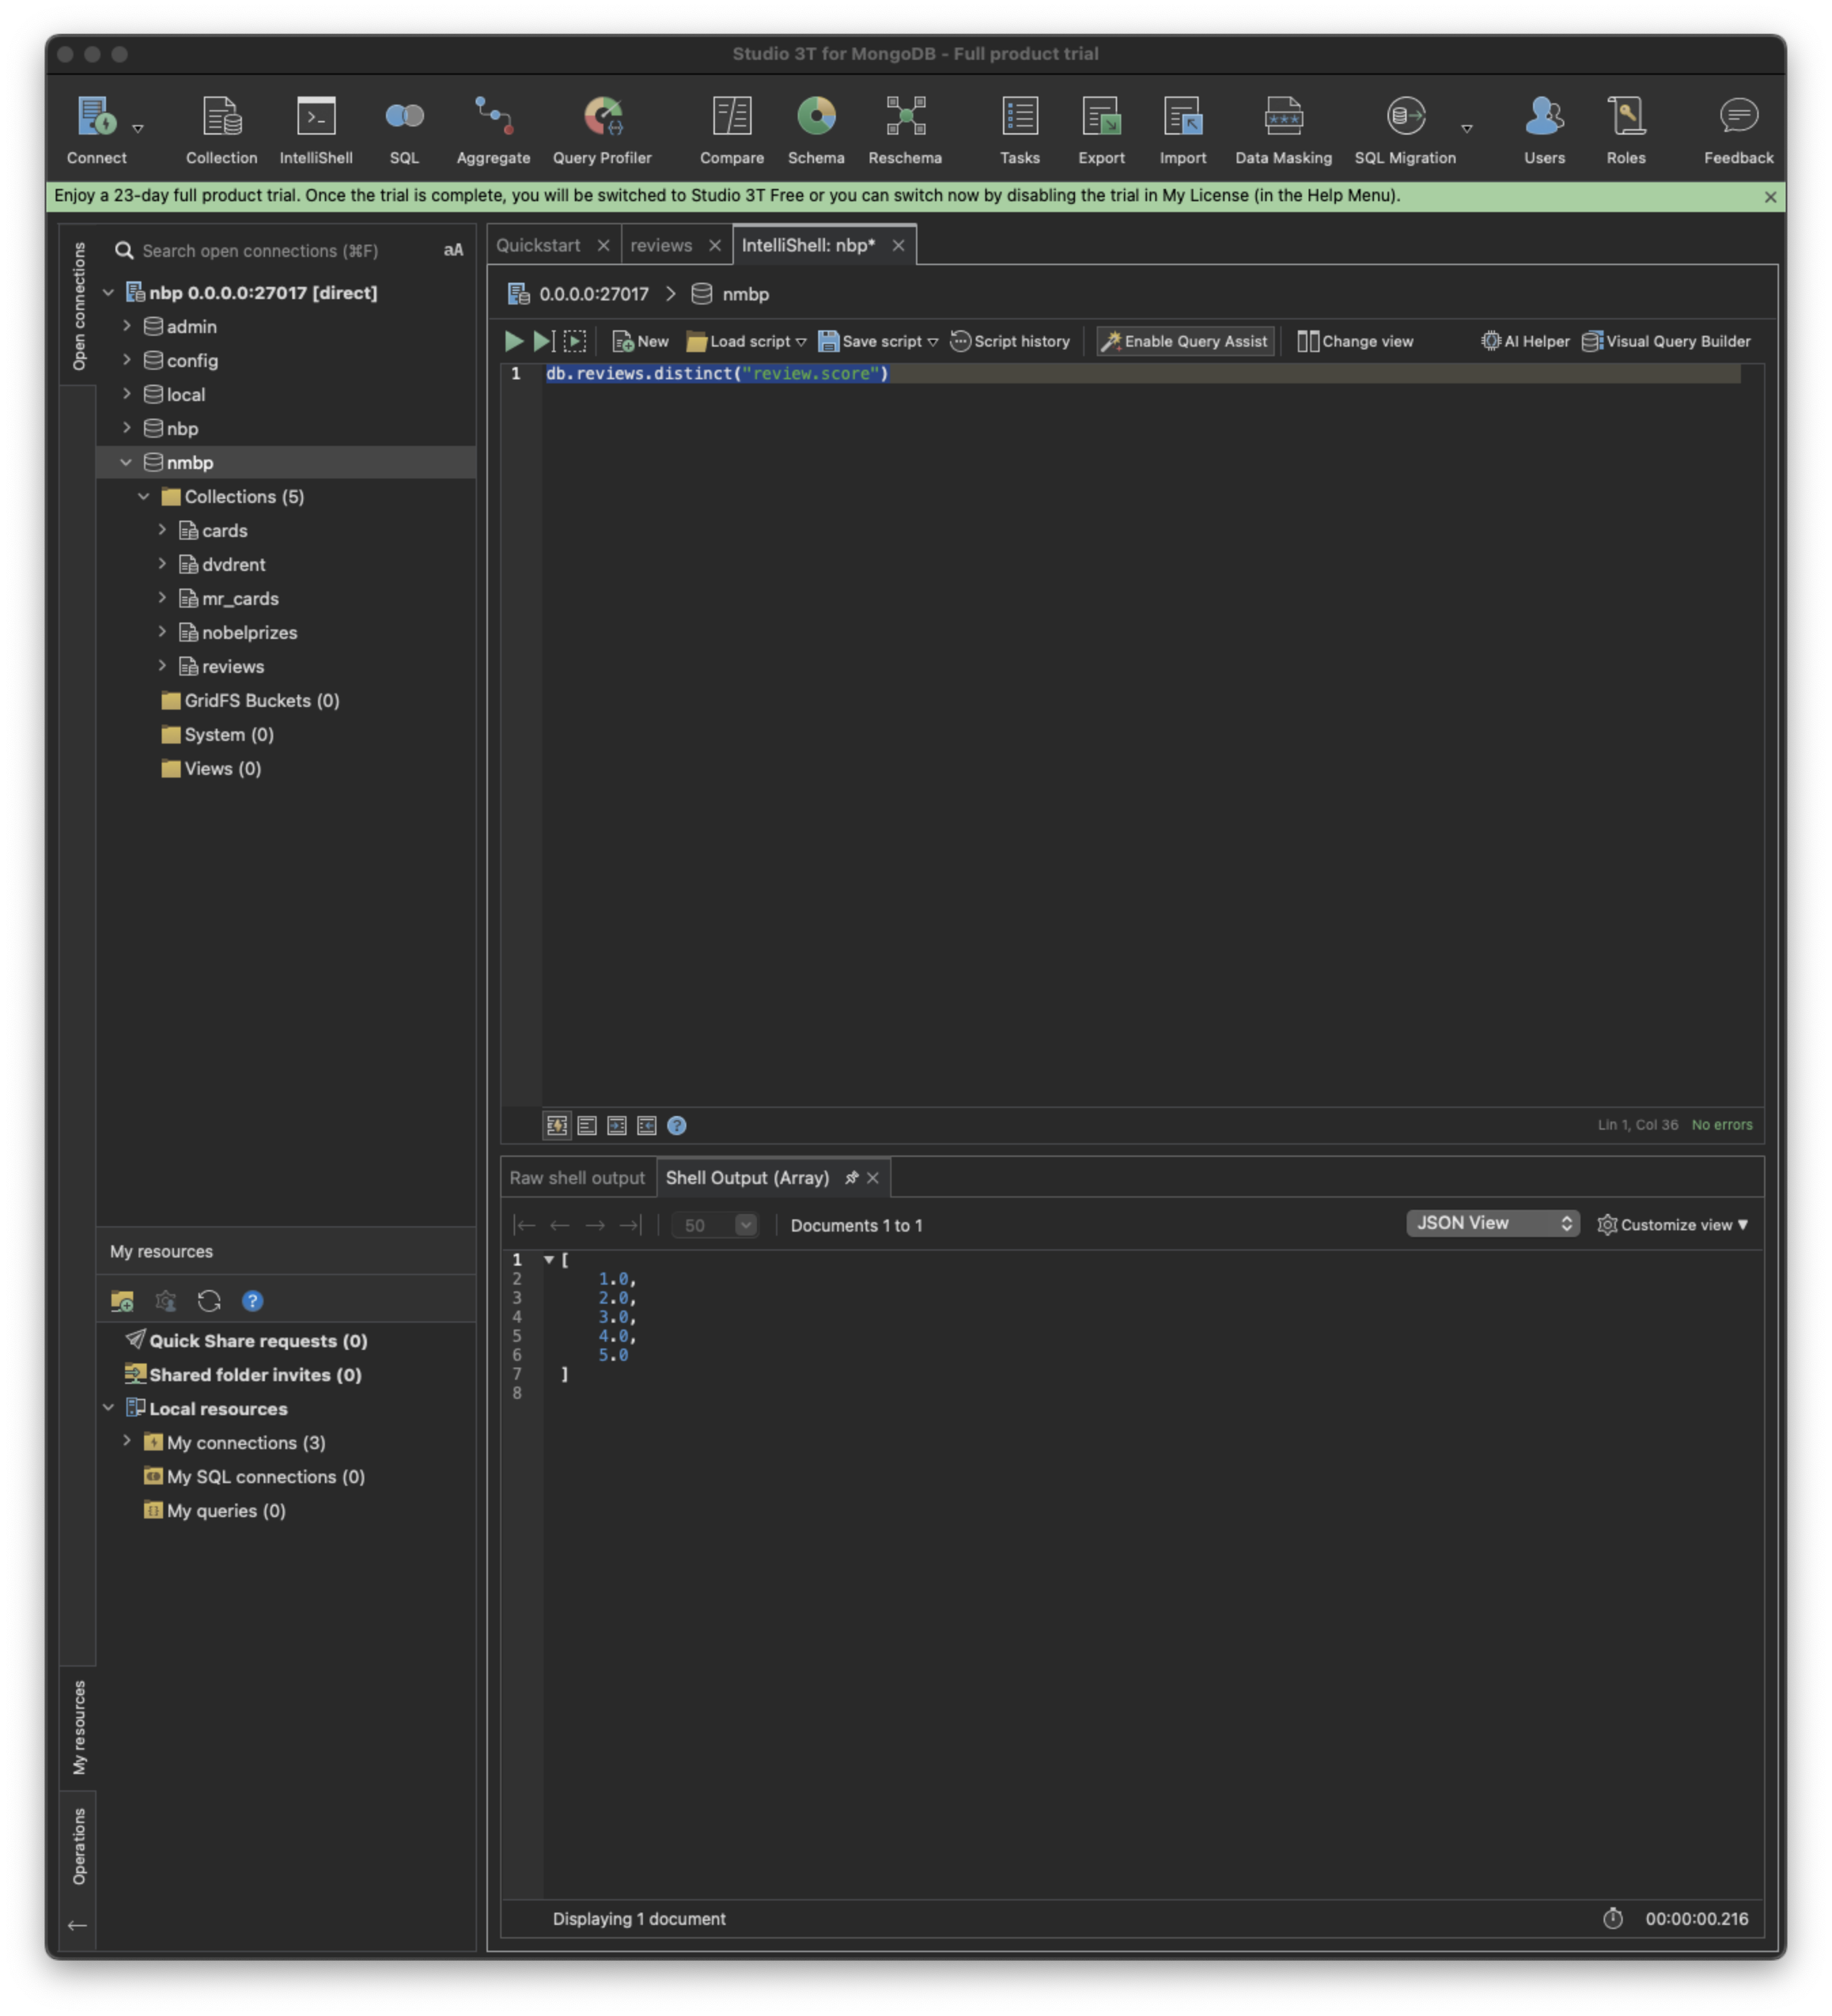 Studio 3T for MongoDB - Full product trial
Connect
Collection
IntelliShell
SQL
Aggregate
Query Profiler
Compare
Schema
Reschema
Tasks
Export
Import
Data Masking
SQL Migration
Users
Roles
Feedback
Enjoy a 23-day full product trial. Once the trial is complete, you will be switched to Studio 3T Free or you can switch now by disabling the trial in My License (in the Help Menu).
Open connections
Search open connections (⌘F) aA
nbp 0.0.0.0:27017 [direct]
admin
config
local
nbp
nmbp
Collections (5)
cards
dvdrent
mr_cards
nobelprizes
reviews
GridFS Buckets (0)
System (0)
Views (0)
My resources
Quick Share requests (0)
Shared folder invites (0)
Local resources
My connections (3)
My SQL connections (0)
My queries (0)
My resources
Operations
Quickstart
reviews
IntelliShell: nbp*
0.0.0.0:27017 > nmbp
New
Load script
Save script
Script history
Enable Query Assist
Change view
AI Helper
Visual Query Builder
1 db.reviews.distinct("review.score")
Lin 1, Col 36 No errors
Raw shell output
Shell Output (Array)
50
Documents 1 to 1
JSON View
Customize view
1 [
2 1.0,
3 2.0,
4 3.0,
5 4.0,
6 5.0
7 ]
8
Displaying 1 document
00:00:00.216